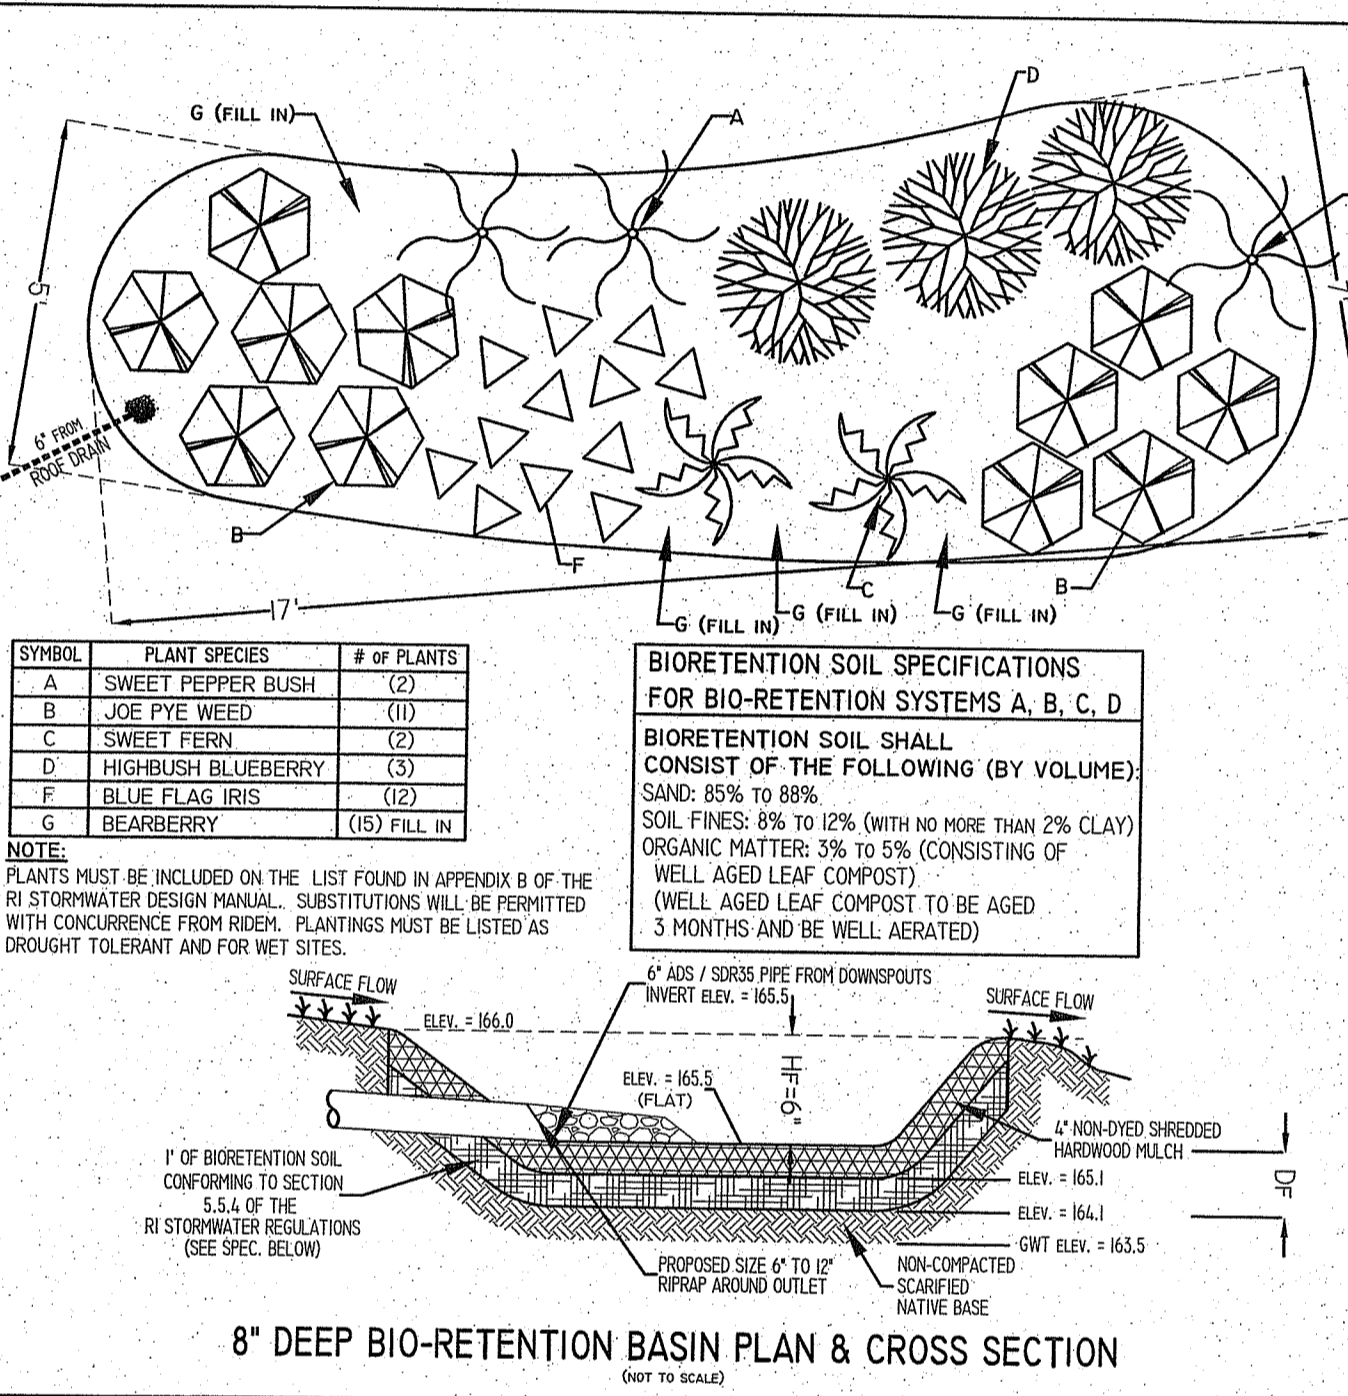 G (FILL IN)
A
D
5'
7'
6" FROM
ROOF DRAIN
B
F
C
B
G (FILL IN)
G (FILL IN)
G (FILL IN)
17'
SYMBOL PLANT SPECIES # OF PLANTS
A SWEET PEPPER BUSH (2)
B JOE PYE WEED (11)
C SWEET FERN (2)
D HIGHBUSH BLUEBERRY (3)
F BLUE FLAG IRIS (12)
G BEARBERRY (15) FILL IN
NOTE:
PLANTS MUST BE INCLUDED ON THE LIST FOUND IN APPENDIX B OF THE
RI STORMWATER DESIGN MANUAL. SUBSTITUTIONS WILL BE PERMITTED
WITH CONCURRENCE FROM RIDEM. PLANTINGS MUST BE LISTED AS
DROUGHT TOLERANT AND FOR WET SITES.
BIORETENTION SOIL SPECIFICATIONS
FOR BIO-RETENTION SYSTEMS A, B, C, D
BIORETENTION SOIL SHALL
CONSIST OF THE FOLLOWING (BY VOLUME):
SAND: 85% TO 88%
SOIL FINES: 8% TO 12% (WITH NO MORE THAN 2% CLAY)
ORGANIC MATTER: 3% TO 5% (CONSISTING OF
WELL AGED LEAF COMPOST)
(WELL AGED LEAF COMPOST TO BE AGED
3 MONTHS AND BE WELL AERATED)
SURFACE FLOW
ELEV. = 166.0
6" ADS / SDR35 PIPE FROM DOWNSPOUTS
INVERT ELEV. = 165.5
SURFACE FLOW
ELEV. = 165.5
(FLAT)
HF=6"
4" NON-DYED SHREDDED
HARDWOOD MULCH
DF
ELEV. = 165.1
ELEV. = 164.1
GWT ELEV. = 163.5
1' OF BIORETENTION SOIL
CONFORMING TO SECTION
5.5.4 OF THE
RI STORMWATER REGULATIONS
(SEE SPEC. BELOW)
PROPOSED SIZE 6" TO 12"
RIPRAP AROUND OUTLET
NON-COMPACTED
SCARIFIED
NATIVE BASE
8" DEEP BIO-RETENTION BASIN PLAN & CROSS SECTION
(NOT TO SCALE)